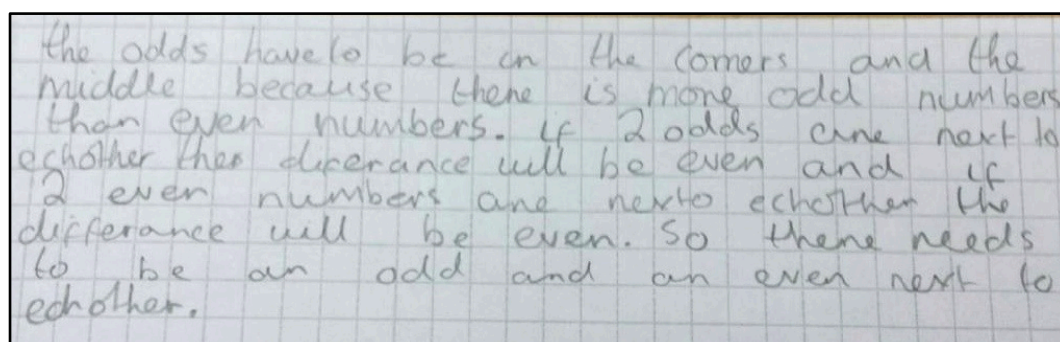 the odds have to be in the corners and the
middle because there is more odd numbers
than even numbers. if 2 odds are next to
echother ther diferance will be even and if
2 even numbers are nexto echother the
differance will be even. So there needs
to be an odd and an even next to
echother.